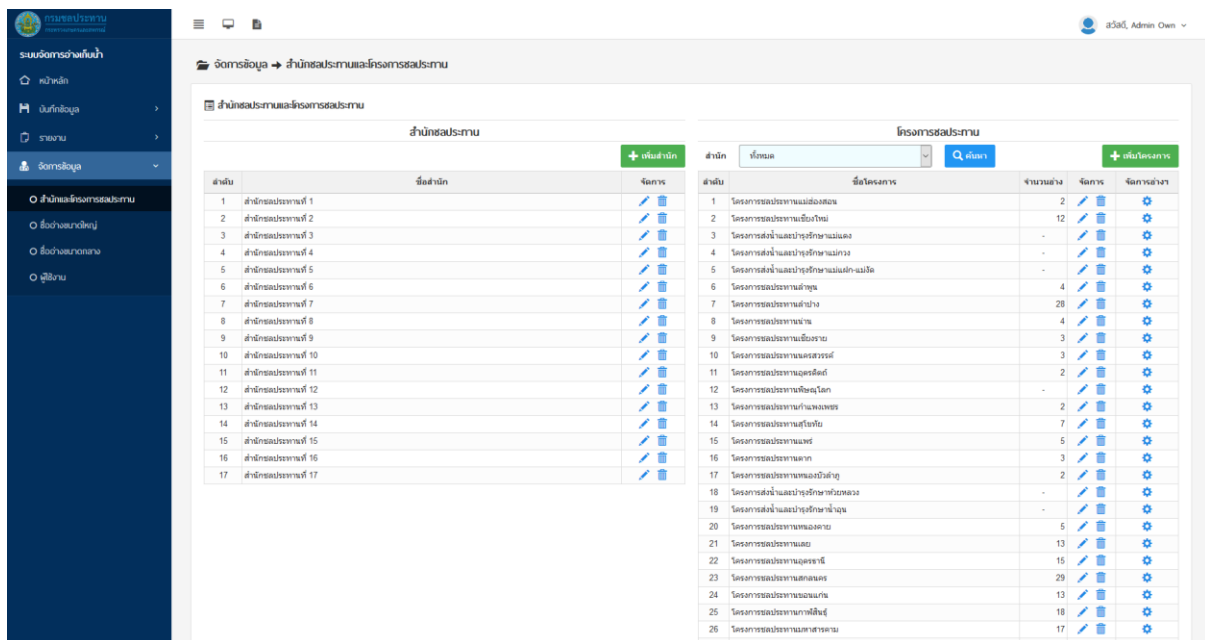 กรมชลประทาน
สวัสดี, Admin Own
ระบบจัดการอ่างเก็บน้ำ
หน้าหลัก
บันทึกข้อมูล
รายงาน
จัดการข้อมูล
สำนักและโครงการชลประทาน
ชื่ออ่างขนาดใหญ่
ชื่ออ่างขนาดกลาง
ผู้ใช้งาน
จัดการข้อมูล → สำนักชลประทานและโครงการชลประทาน
สำนักชลประทานและโครงการชลประทาน
สำนักชลประทาน
เพิ่มสำนัก
ลำดับ ชื่อสำนัก จัดการ
1 สำนักชลประทานที่ 1
2 สำนักชลประทานที่ 2
3 สำนักชลประทานที่ 3
4 สำนักชลประทานที่ 4
5 สำนักชลประทานที่ 5
6 สำนักชลประทานที่ 6
7 สำนักชลประทานที่ 7
8 สำนักชลประทานที่ 8
9 สำนักชลประทานที่ 9
10 สำนักชลประทานที่ 10
11 สำนักชลประทานที่ 11
12 สำนักชลประทานที่ 12
13 สำนักชลประทานที่ 13
14 สำนักชลประทานที่ 14
15 สำนักชลประทานที่ 15
16 สำนักชลประทานที่ 16
17 สำนักชลประทานที่ 17
โครงการชลประทาน
สำนัก ทั้งหมด ค้นหา เพิ่มโครงการ
ลำดับ ชื่อโครงการ จำนวนอ่าง จัดการ จัดการอ่างฯ
1 โครงการชลประทานแม่ฮ่องสอน 2
2 โครงการชลประทานเชียงใหม่ 12
3 โครงการส่งน้ำและบำรุงรักษาแม่แตง -
4 โครงการส่งน้ำและบำรุงรักษาแม่กวง -
5 โครงการส่งน้ำและบำรุงรักษาแม่แฝก-แม่งัด -
6 โครงการชลประทานลำพูน 4
7 โครงการชลประทานลำปาง 28
8 โครงการชลประทานน่าน 4
9 โครงการชลประทานเชียงราย 3
10 โครงการชลประทานนครสวรรค์ 3
11 โครงการชลประทานอุตรดิตถ์ 2
12 โครงการชลประทานพิษณุโลก -
13 โครงการชลประทานกำแพงเพชร 2
14 โครงการชลประทานสุโขทัย 7
15 โครงการชลประทานแพร่ 5
16 โครงการชลประทานตาก 3
17 โครงการชลประทานหนองบัวลำภู 2
18 โครงการส่งน้ำและบำรุงรักษาห้วยหลวง -
19 โครงการส่งน้ำและบำรุงรักษาน้ำอูน -
20 โครงการชลประทานหนองคาย 5
21 โครงการชลประทานเลย 13
22 โครงการชลประทานอุดรธานี 15
23 โครงการชลประทานสกลนคร 29
24 โครงการชลประทานขอนแก่น 13
25 โครงการชลประทานกาฬสินธุ์ 18
26 โครงการชลประทานมหาสารคาม 17